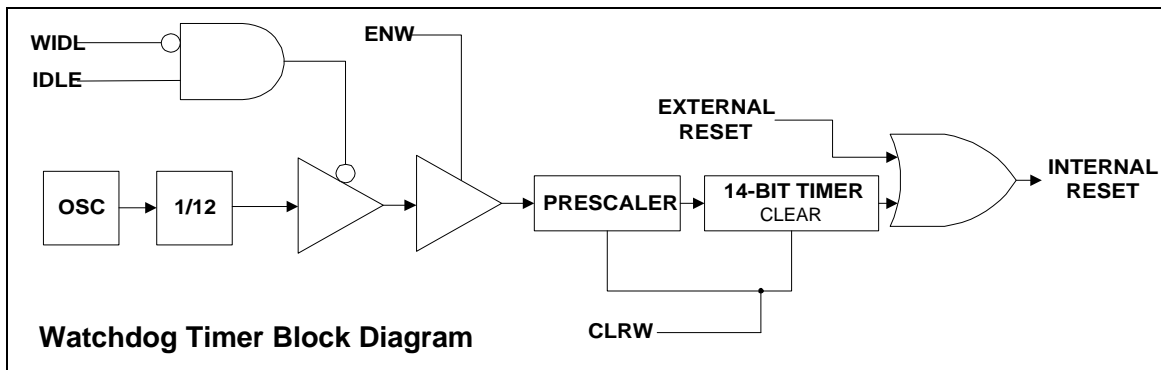 WIDL
IDLE
ENW
EXTERNAL
RESET
INTERNAL
RESET
OSC
1/12
PRESCALER
14-BIT TIMER
CLEAR
CLRW
Watchdog Timer Block Diagram